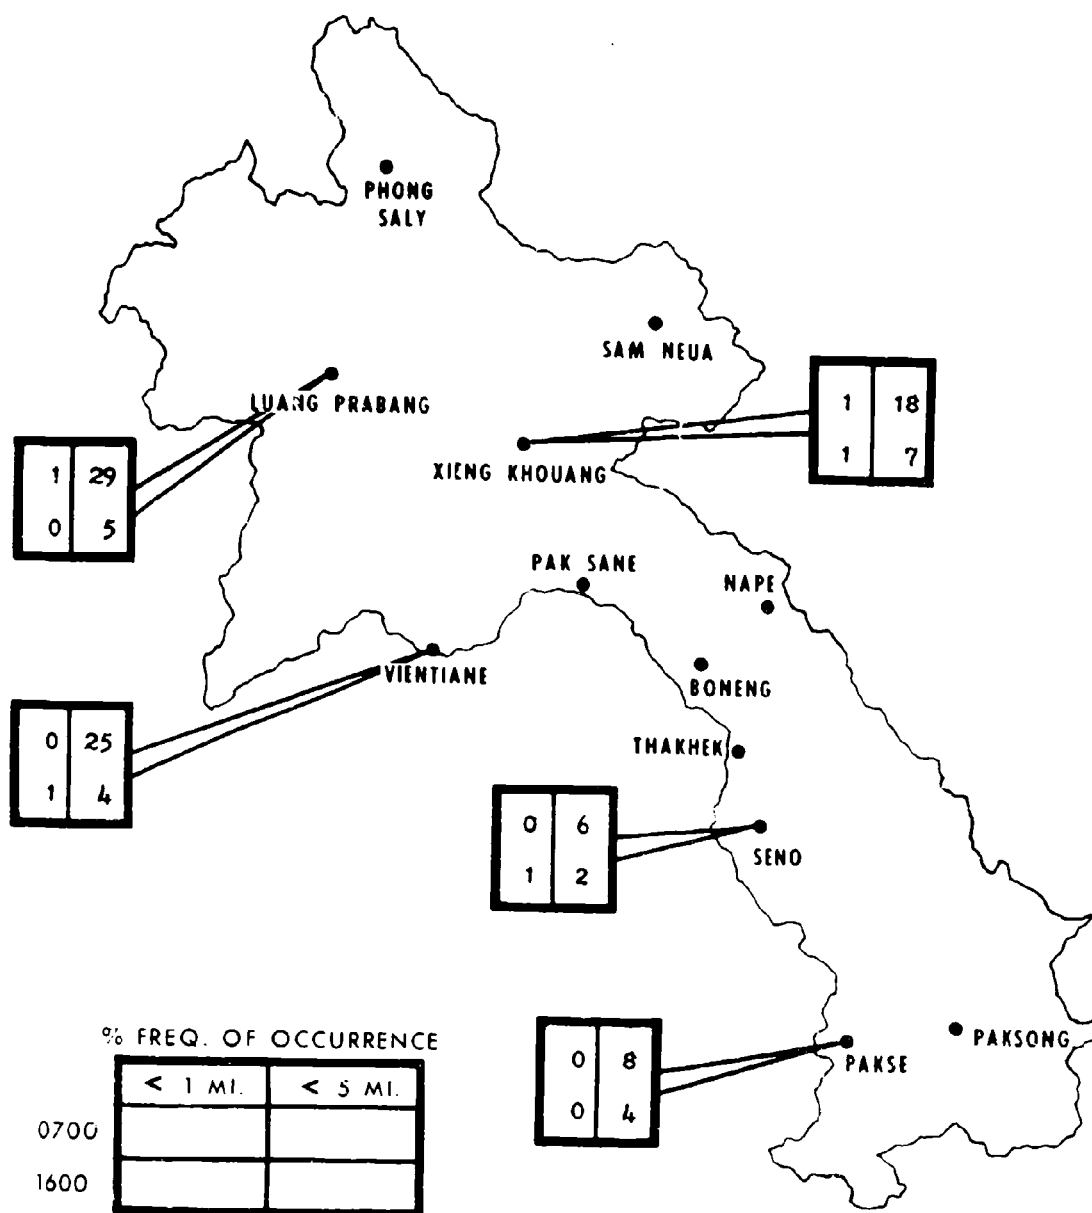 PHONG
SALY
SAM NEUA
LUANG PRABANG
1 18
1 7
XIENG KHOUANG
1 29
0 5
PAK SANE
NAPE
VIENTIANE
BONENG
0 25
1 4
THAKHEK
0 6
1 2
SENO
% FREQ. OF OCCURRENCE
< 1 MI. < 5 MI.
0700
1600
0 8
0 4
PAKSE
PAKSONG